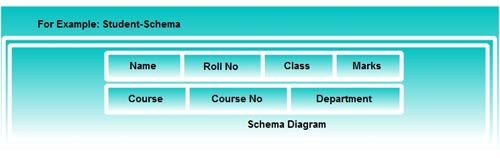 For Example: Student-Schema
Name Roll No Class Marks
Course Course No Department
Schema Diagram